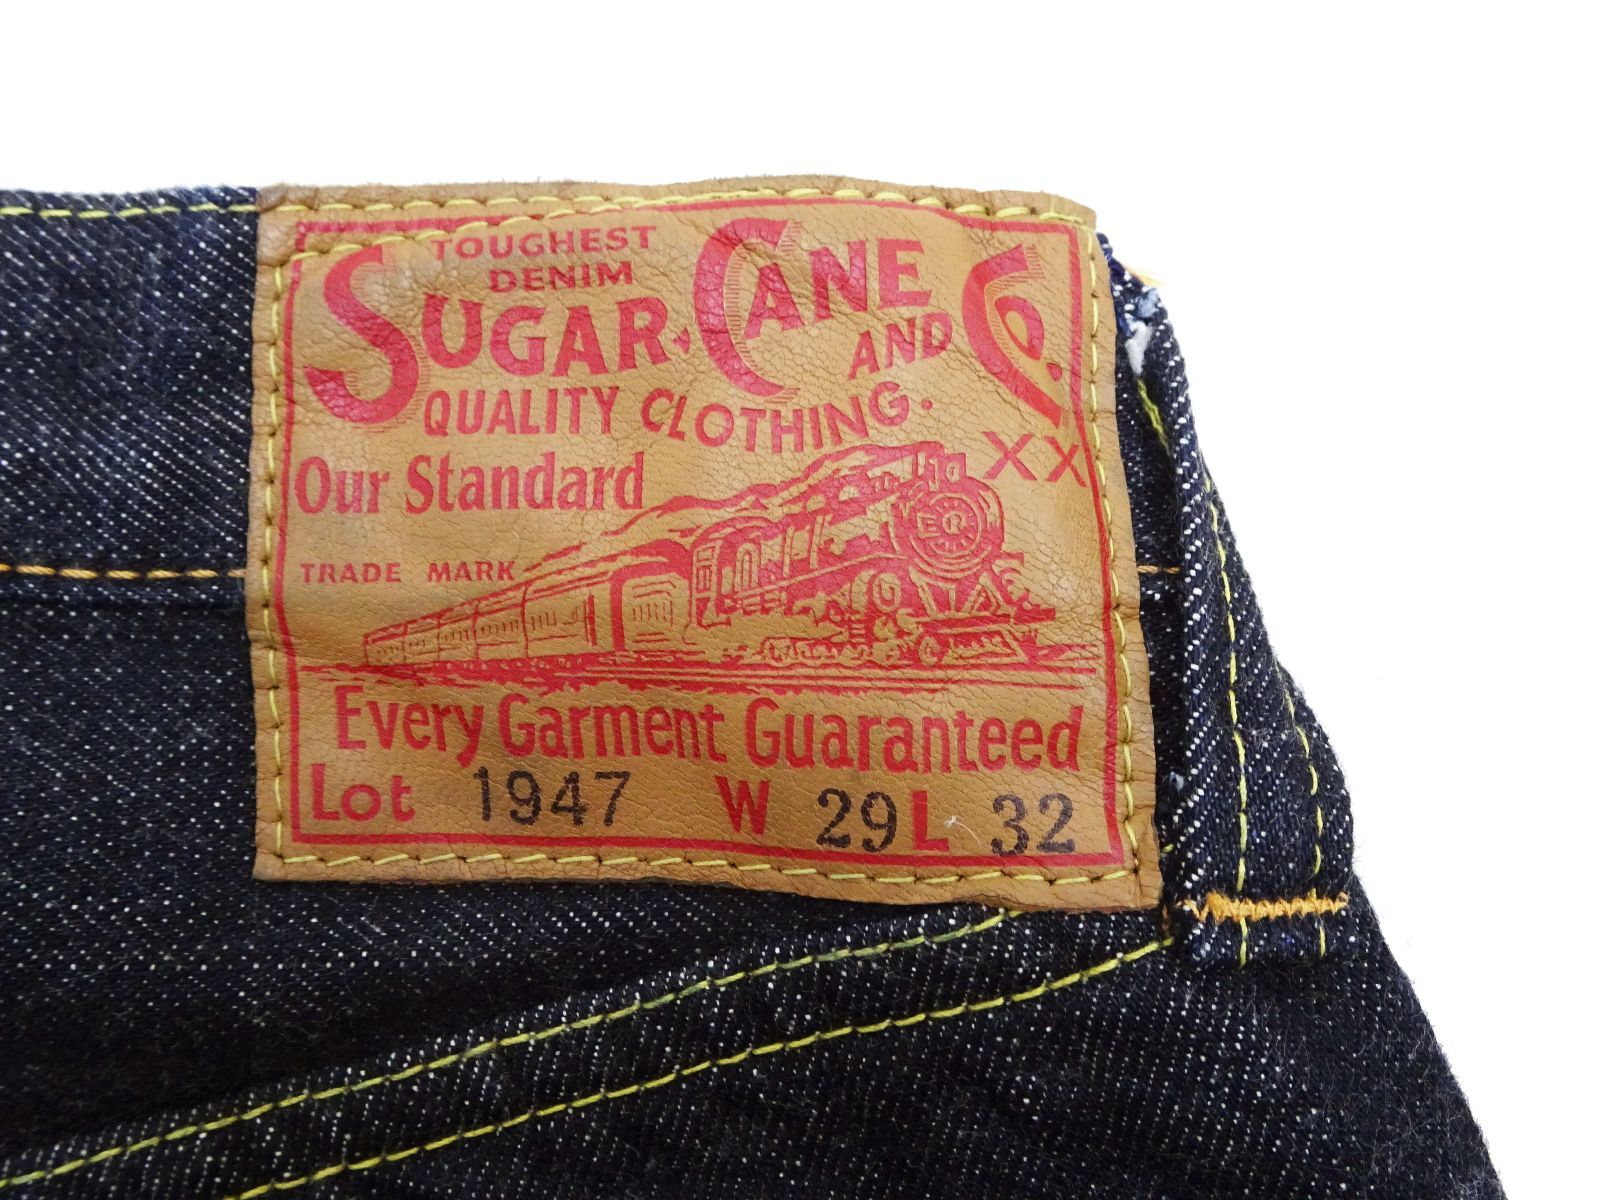 TOUGHEST
DENIM
SUGAR CANE
AND Co.
QUALITY CLOTHING.
XX
Our Standard
TRADE MARK
E.R.
Every Garment Guaranteed
Lot 1947 W 29 L 32